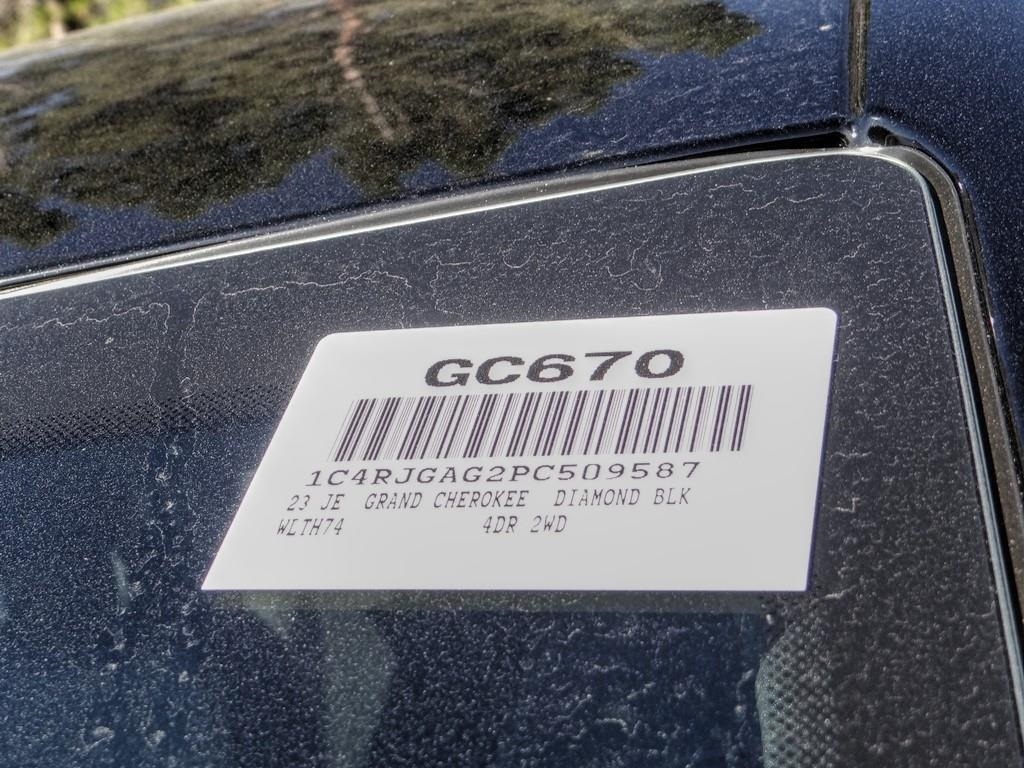 GC670
1C4RJGAG2PC509587
23 JE GRAND CHEROKEE DIAMOND BLK
WLTH74 4DR 2WD